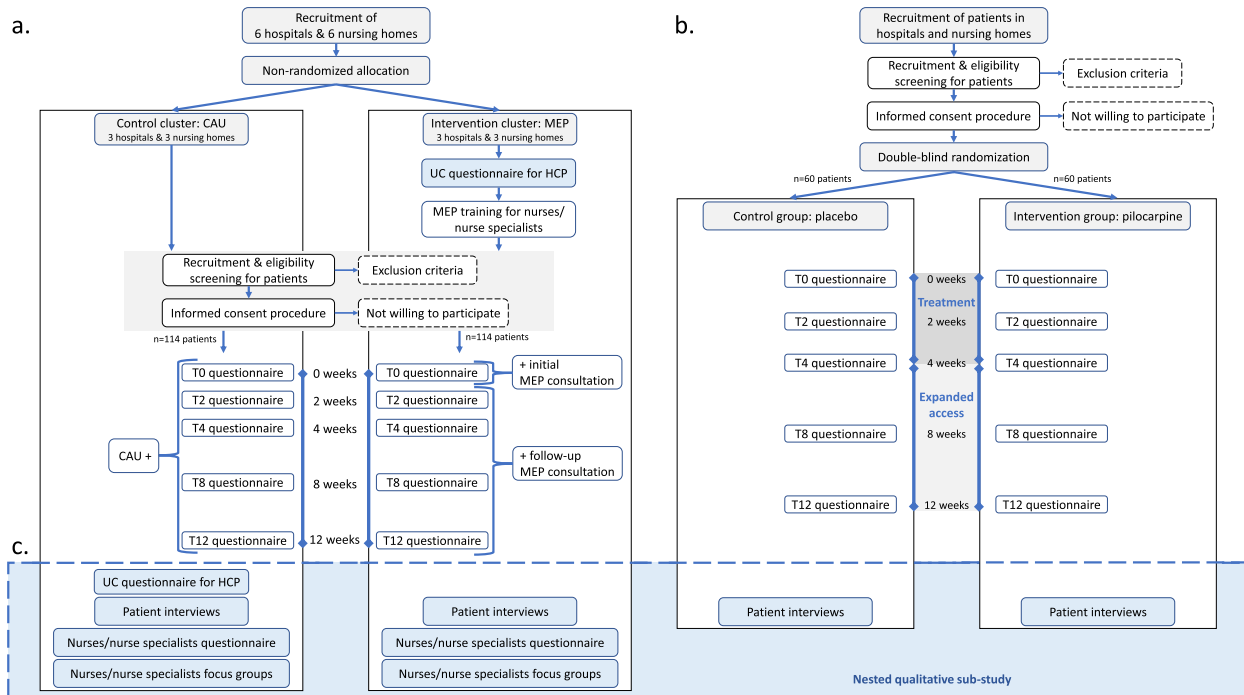 a.
Recruitment of
6 hospitals & 6 nursing homes
Non-randomized allocation
Control cluster: CAU
3 hospitals & 3 nursing homes
Intervention cluster: MEP
3 hospitals & 3 nursing homes
UC questionnaire for HCP
MEP training for nurses/
nurse specialists
Recruitment & eligibility
screening for patients
Exclusion criteria
Informed consent procedure
Not willing to participate
n=114 patients
n=114 patients
T0 questionnaire
0 weeks
T0 questionnaire
+ initial
MEP consultation
T2 questionnaire
2 weeks
T2 questionnaire
T4 questionnaire
4 weeks
T4 questionnaire
CAU +
+ follow-up
MEP consultation
T8 questionnaire
8 weeks
T8 questionnaire
T12 questionnaire
12 weeks
T12 questionnaire
b.
Recruitment of patients in
hospitals and nursing homes
Recruitment & eligibility
screening for patients
Exclusion criteria
Informed consent procedure
Not willing to participate
Double-blind randomization
n=60 patients
n=60 patients
Control group: placebo
Intervention group: pilocarpine
T0 questionnaire
0 weeks
T0 questionnaire
Treatment
T2 questionnaire
2 weeks
T2 questionnaire
T4 questionnaire
4 weeks
T4 questionnaire
Expanded
access
T8 questionnaire
8 weeks
T8 questionnaire
T12 questionnaire
12 weeks
T12 questionnaire
c.
UC questionnaire for HCP
Patient interviews
Nurses/nurse specialists questionnaire
Nurses/nurse specialists focus groups
Patient interviews
Nurses/nurse specialists questionnaire
Nurses/nurse specialists focus groups
Patient interviews
Patient interviews
Nested qualitative sub-study